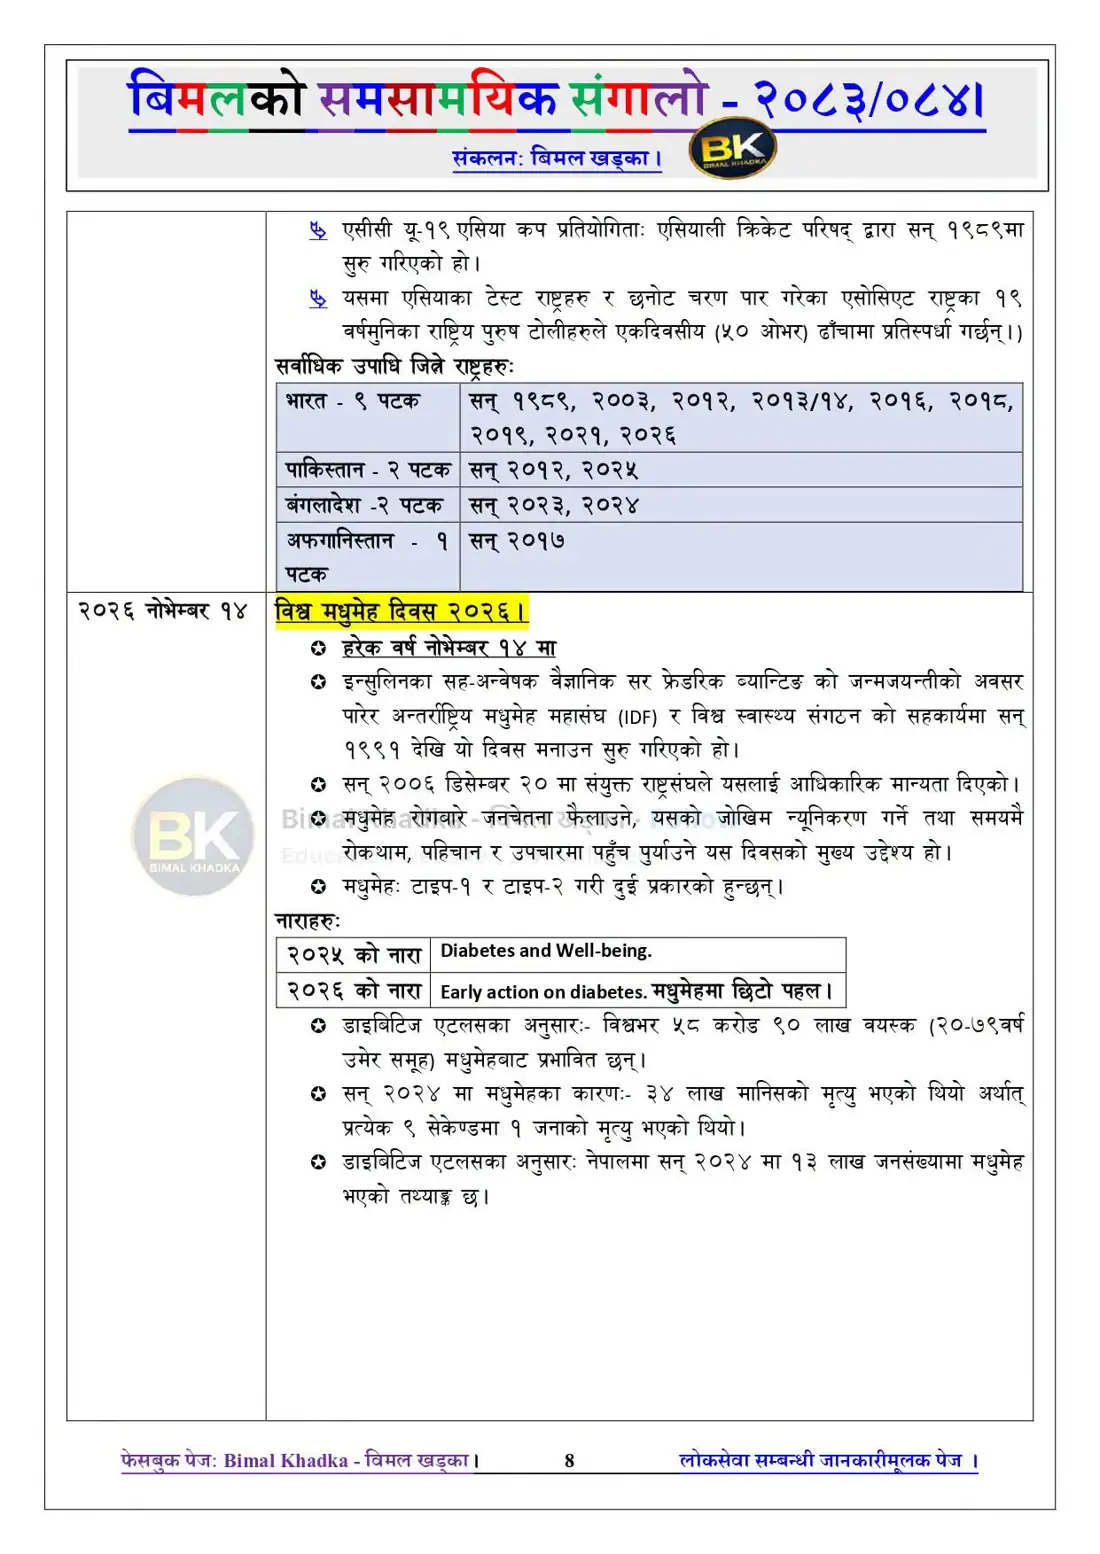 बिमलको समसामयिक संगालो - २०८३/०८४।
संकलन: बिमल खड्का।
BK
BIMAL KHADKA
एसीसी यू-१९ एसिया कप प्रतियोगिताः एसियाली क्रिकेट परिषद् द्वारा सन् १९८९मा
सुरु गरिएको हो।
यसमा एसियाका टेस्ट राष्ट्रहरु र छनोट चरण पार गरेका एसोसिएट राष्ट्रका १९
वर्षमुनिका राष्ट्रिय पुरुष टोलीहरुले एकदिवसीय (५० ओभर) ढाँचामा प्रतिस्पर्धा गर्छन्।)
सर्वाधिक उपाधि जित्ने राष्ट्रहरुः
भारत - ९ पटक सन् १९८९, २००३, २०१२, २०१३/१४, २०१६, २०१८,
२०१९, २०२१, २०२६
पाकिस्तान - २ पटक सन् २०१२, २०२५
बंगलादेश -२ पटक सन् २०२३, २०२४
अफगानिस्तान - १ सन् २०१७
पटक
२०२६ नोभेम्बर १४ विश्व मधुमेह दिवस २०२६।
हरेक वर्ष नोभेम्बर १४ मा
इन्सुलिनका सह-अन्वेषक वैज्ञानिक सर फ्रेडरिक ब्यान्टिङ को जन्मजयन्तीको अवसर
पारेर अन्तर्राष्ट्रिय मधुमेह महासंघ (IDF) र विश्व स्वास्थ्य संगटन को सहकार्यमा सन्
१९९१ देखि यो दिवस मनाउन सुरु गरिएको हो।
सन् २००६ डिसेम्बर २० मा संयुक्त राष्ट्रसंघले यसलाई आधिकारिक मान्यता दिएको।
मधुमेह रोगबारे जनचेतना फैलाउने, यसको जोखिम न्यूनिकरण गर्ने तथा समयमै
रोकथाम, पहिचान र उपचारमा पहुँच पुर्याउने यस दिवसको मुख्य उद्देश्य हो।
BK
BIMAL KHADKA
मधुमेहः टाइप-१ र टाइप-२ गरी दुई प्रकारको हुन्छन्।
नाराहरुः
२०२५ को नारा Diabetes and Well-being.
२०२६ को नारा Early action on diabetes. मधुमेहमा छिटो पहल।
डाइबिटिज एटलसका अनुसारः- विश्वभर ५८ करोड ९० लाख वयस्क (२०-७९वर्ष
उमेर समूह) मधुमेहबाट प्रभावित छन्।
सन् २०२४ मा मधुमेहका कारणः- ३४ लाख मानिसको मृत्यु भएको थियो अर्थात्
प्रत्येक ९ सेकेण्डमा १ जनाको मृत्यु भएको थियो।
डाइबिटिज एटलसका अनुसारः नेपालमा सन् २०२४ मा १३ लाख जनसंख्यामा मधुमेह
भएको तथ्याङ्क छ।
फेसबुक पेज: Bimal Khadka - विमल खड्का। 8 लोकसेवा सम्बन्धी जानकारीमूलक पेज ।